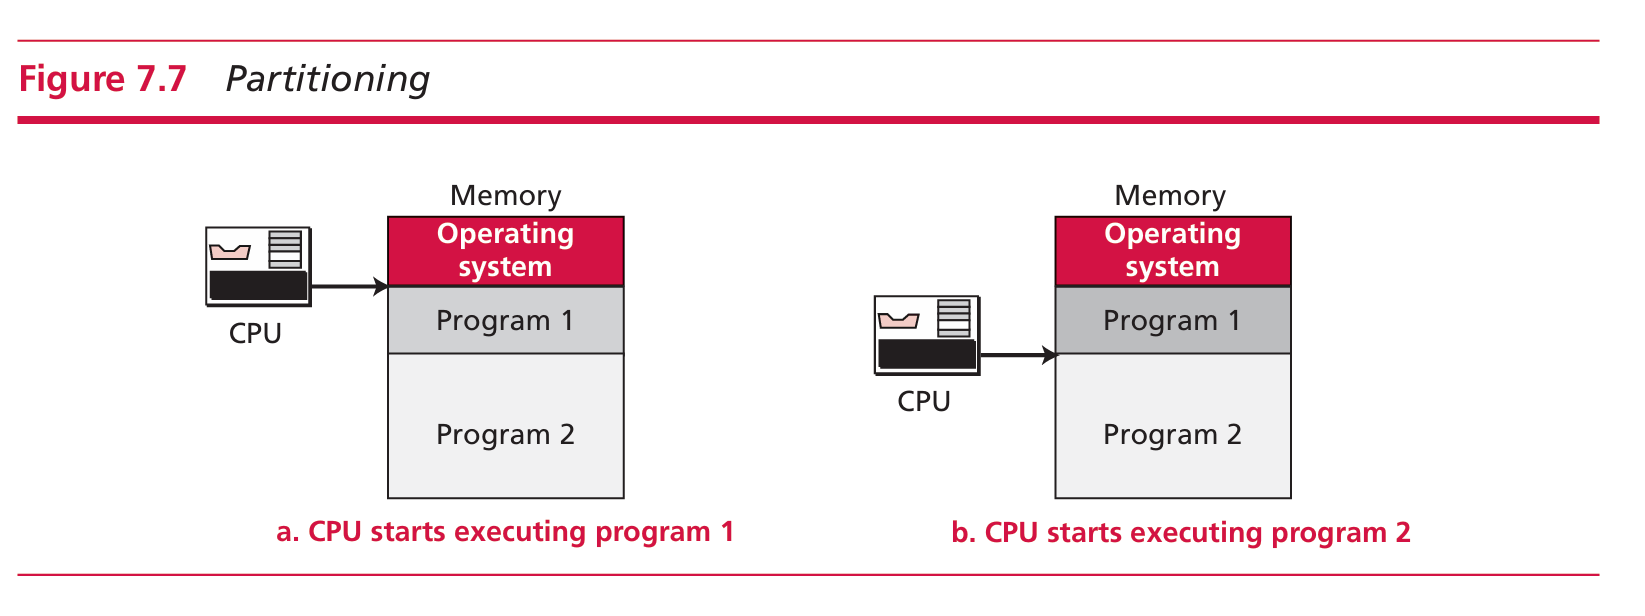 Figure 7.7 Partitioning
Memory
Operating
system
Program 1
Program 2
CPU
a. CPU starts executing program 1
Memory
Operating
system
Program 1
Program 2
CPU
b. CPU starts executing program 2